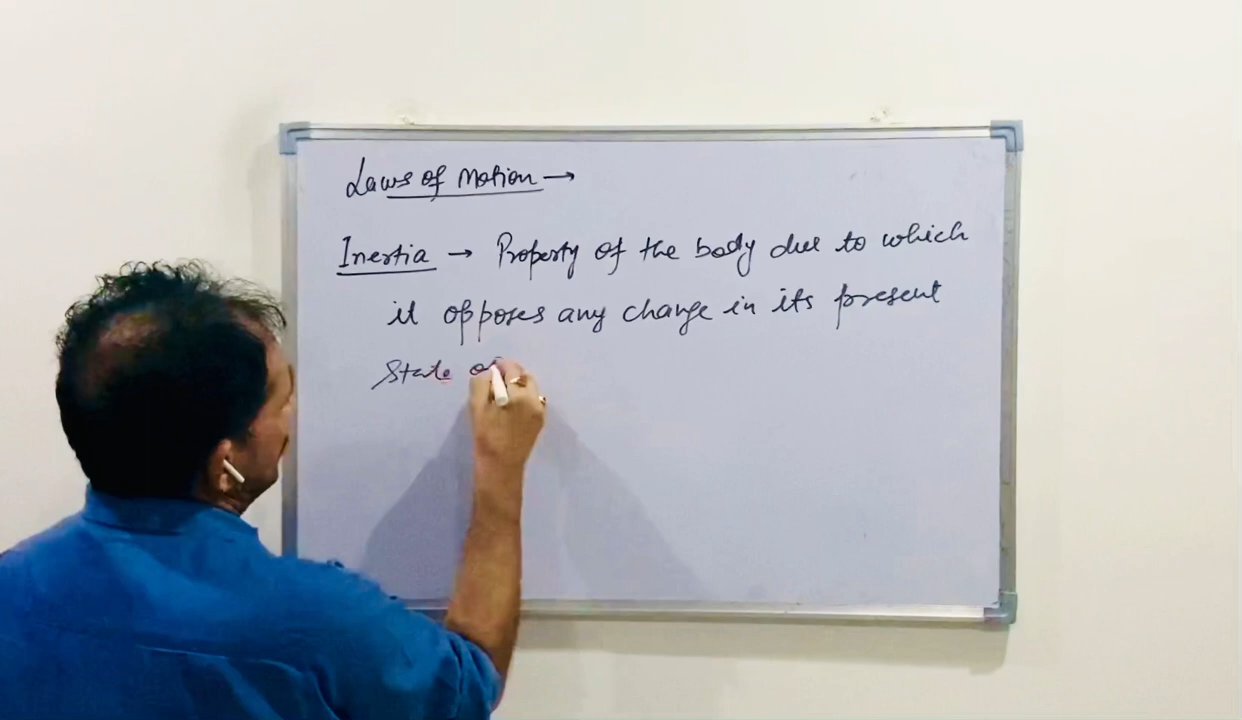 Laws of Motion →
Inertia → Property of the body due to which
it opposes any change in its present
State of